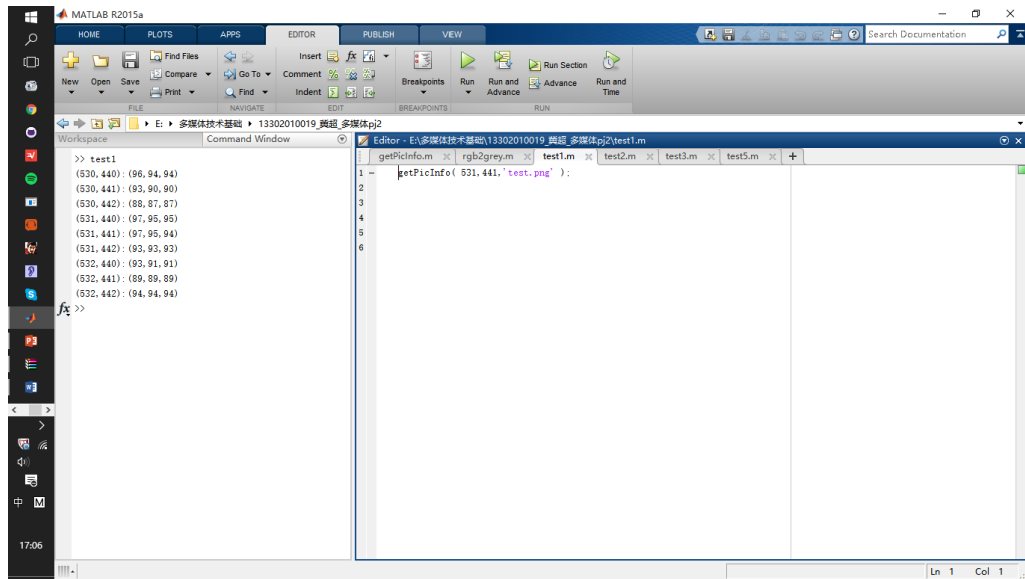 MATLAB R2015a
HOME PLOTS APPS EDITOR PUBLISH VIEW
Search Documentation
New Open Save Find Files Compare Print
Go To Find
Insert Comment Indent
Breakpoints
Run Run and Advance Run Section Advance Run and Time
FILE NAVIGATE EDIT BREAKPOINTS RUN
E: 多媒体技术基础 13302010019_黄超_多媒体pj2
Workspace Command Window
Editor - E:\多媒体技术基础\13302010019_黄超_多媒体pj2\test1.m
getPicInfo.m rgb2grey.m test1.m test2.m test3.m test5.m +
>> test1
(530,440):(96,94,94)
(530,441):(93,90,90)
(530,442):(88,87,87)
(531,440):(97,95,95)
(531,441):(97,95,94)
(531,442):(93,93,93)
(532,440):(93,91,91)
(532,441):(89,89,89)
(532,442):(94,94,94)
fx >>
1 - getPicInfo( 531,441,'test.png' );
2
3
4
5
6
中 M
17:06
Ln 1 Col 1